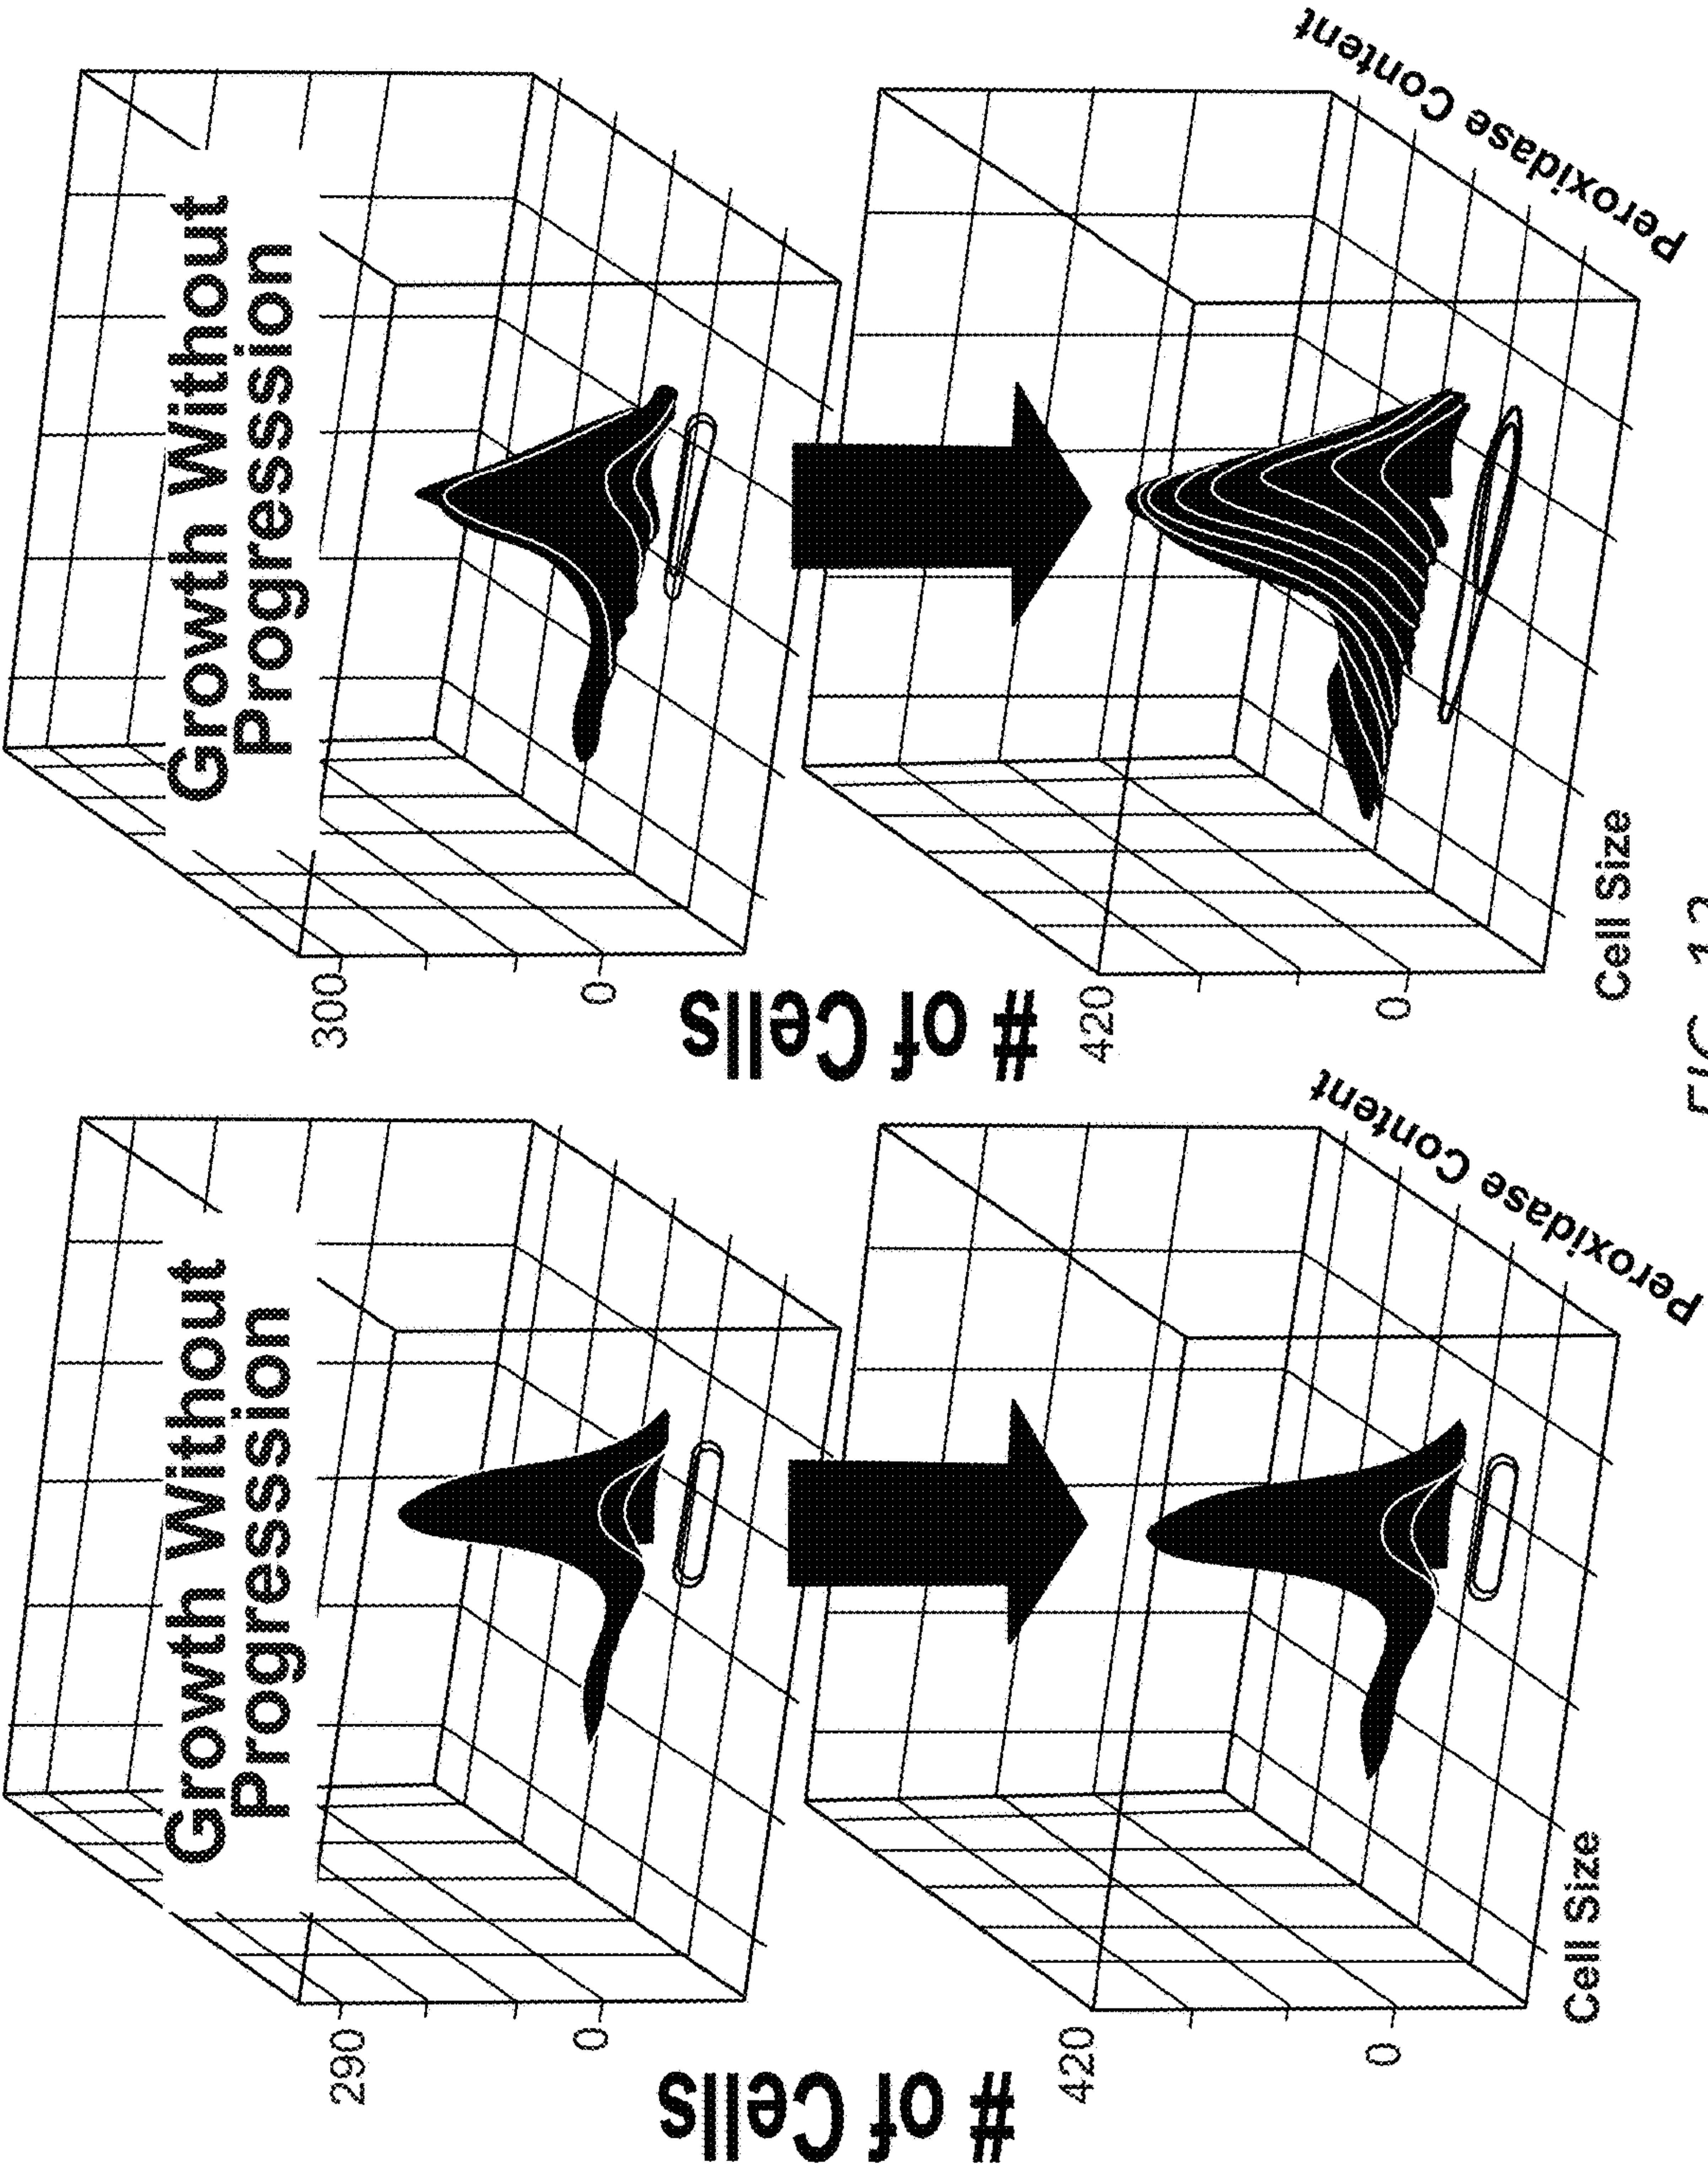 Growth Without
Progression
300
0
# of Cells
420
0
Cell Size
Peroxidase Content
Growth Without
Progression
290
0
# of Cells
420
0
Cell Size
Peroxidase Content